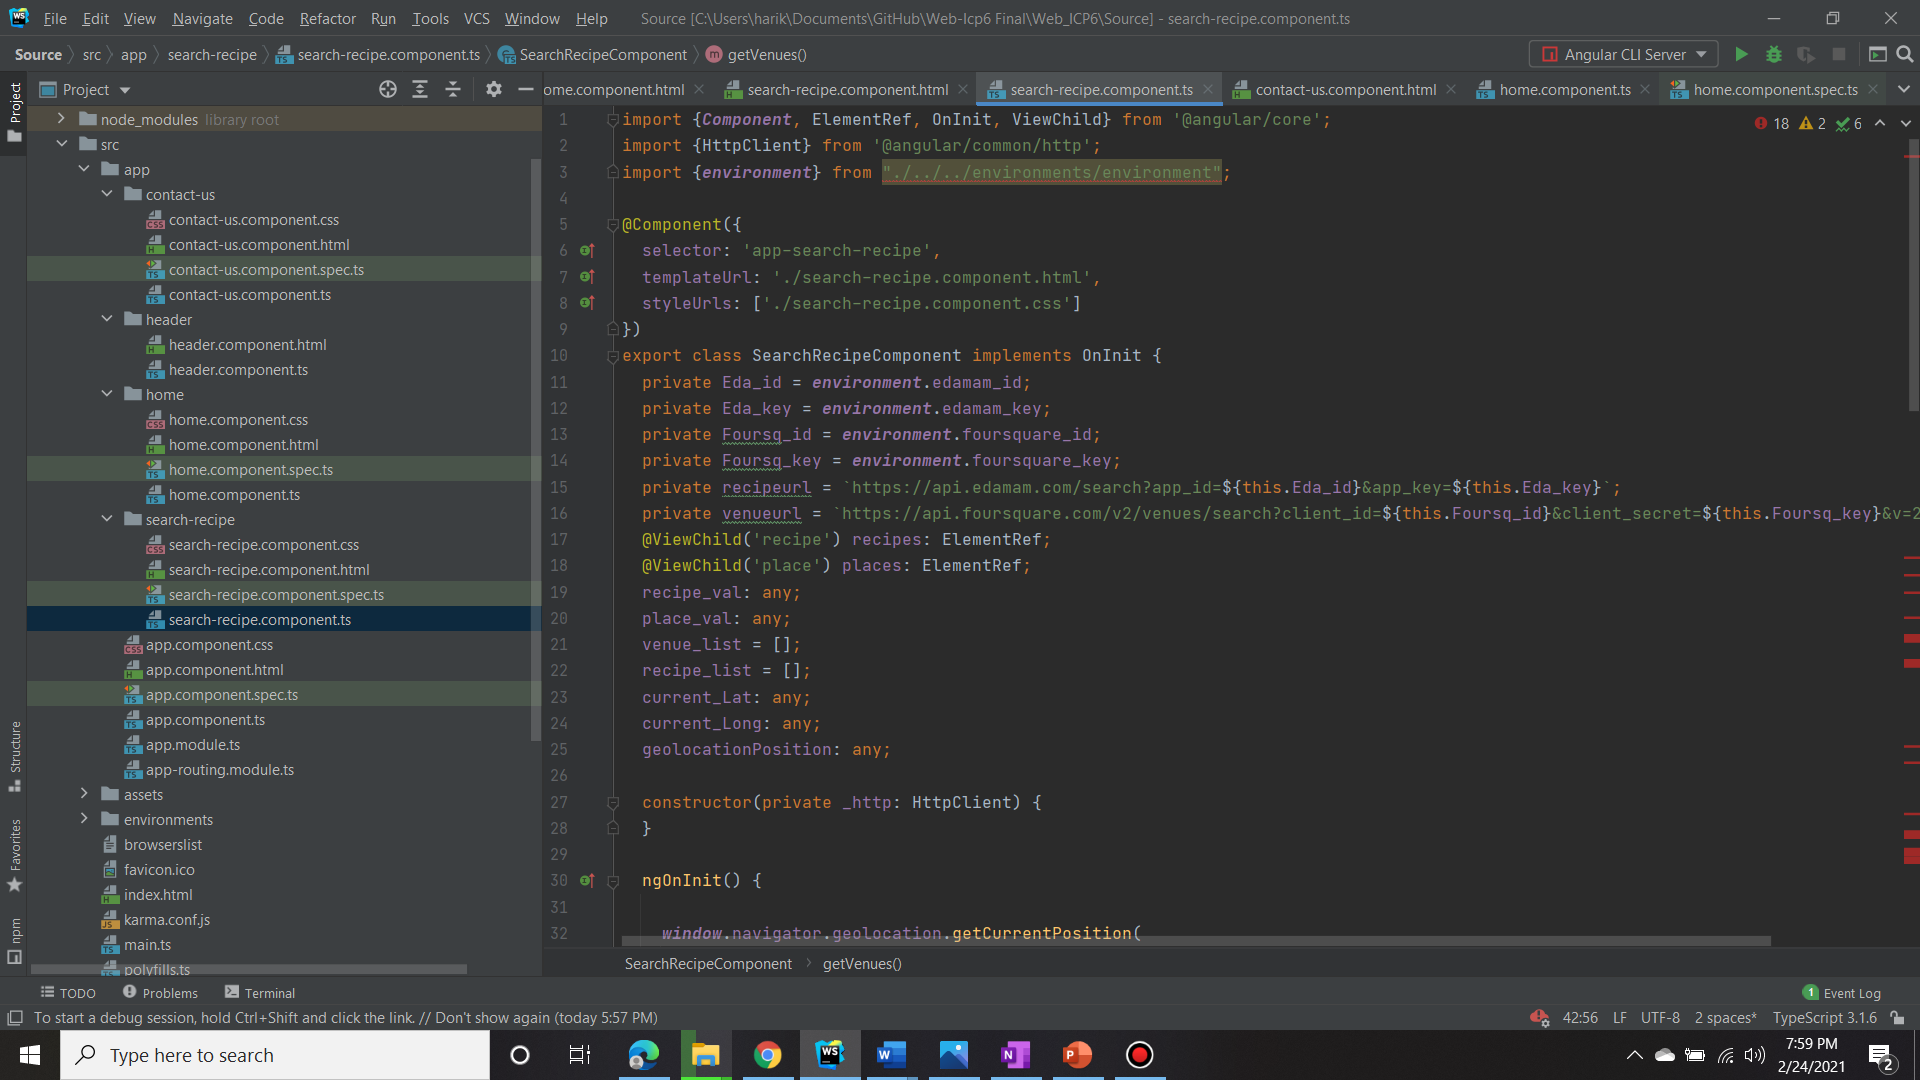 File Edit View Navigate Code Refactor Run Tools VCS Window Help Source [C:\Users\harik\Documents\GitHub\Web-Icp6 Final\Web_ICP6\Source] - search-recipe.component.ts
Source src app search-recipe search-recipe.component.ts SearchRecipeComponent getVenues() Angular CLI Server
Project
ome.component.html search-recipe.component.html search-recipe.component.ts contact-us.component.html home.component.ts home.component.spec.ts
18 2 6
Project
Structure
Favorites
npm
node_modules library root
src
app
contact-us
contact-us.component.css
contact-us.component.html
contact-us.component.spec.ts
contact-us.component.ts
header
header.component.html
header.component.ts
home
home.component.css
home.component.html
home.component.spec.ts
home.component.ts
search-recipe
search-recipe.component.css
search-recipe.component.html
search-recipe.component.spec.ts
search-recipe.component.ts
app.component.css
app.component.html
app.component.spec.ts
app.component.ts
app.module.ts
app-routing.module.ts
assets
environments
browserslist
favicon.ico
index.html
karma.conf.js
main.ts
polyfills.ts
1 import {Component, ElementRef, OnInit, ViewChild} from '@angular/core';
2 import {HttpClient} from '@angular/common/http';
3 import {environment} from "./../../environments/environment";
4
5 @Component({
6 selector: 'app-search-recipe',
7 templateUrl: './search-recipe.component.html',
8 styleUrls: ['./search-recipe.component.css']
9 })
10 export class SearchRecipeComponent implements OnInit {
11 private Eda_id = environment.edamam_id;
12 private Eda_key = environment.edamam_key;
13 private Foursq_id = environment.foursquare_id;
14 private Foursq_key = environment.foursquare_key;
15 private recipeurl = `https://api.edamam.com/search?app_id=${this.Eda_id}&app_key=${this.Eda_key}`;
16 private venueurl = `https://api.foursquare.com/v2/venues/search?client_id=${this.Foursq_id}&client_secret=${this.Foursq_key}&v=2
17 @ViewChild('recipe') recipes: ElementRef;
18 @ViewChild('place') places: ElementRef;
19 recipe_val: any;
20 place_val: any;
21 venue_list = [];
22 recipe_list = [];
23 current_Lat: any;
24 current_Long: any;
25 geolocationPosition: any;
26
27 constructor(private _http: HttpClient) {
28 }
29
30 ngOnInit() {
31
32 window.navigator.geolocation.getCurrentPosition(
SearchRecipeComponent getVenues()
TODO Problems Terminal 1 Event Log
To start a debug session, hold Ctrl+Shift and click the link. // Don't show again (today 5:57 PM) 42:56 LF UTF-8 2 spaces* TypeScript 3.1.6
Type here to search
7:59 PM
2/24/2021
2